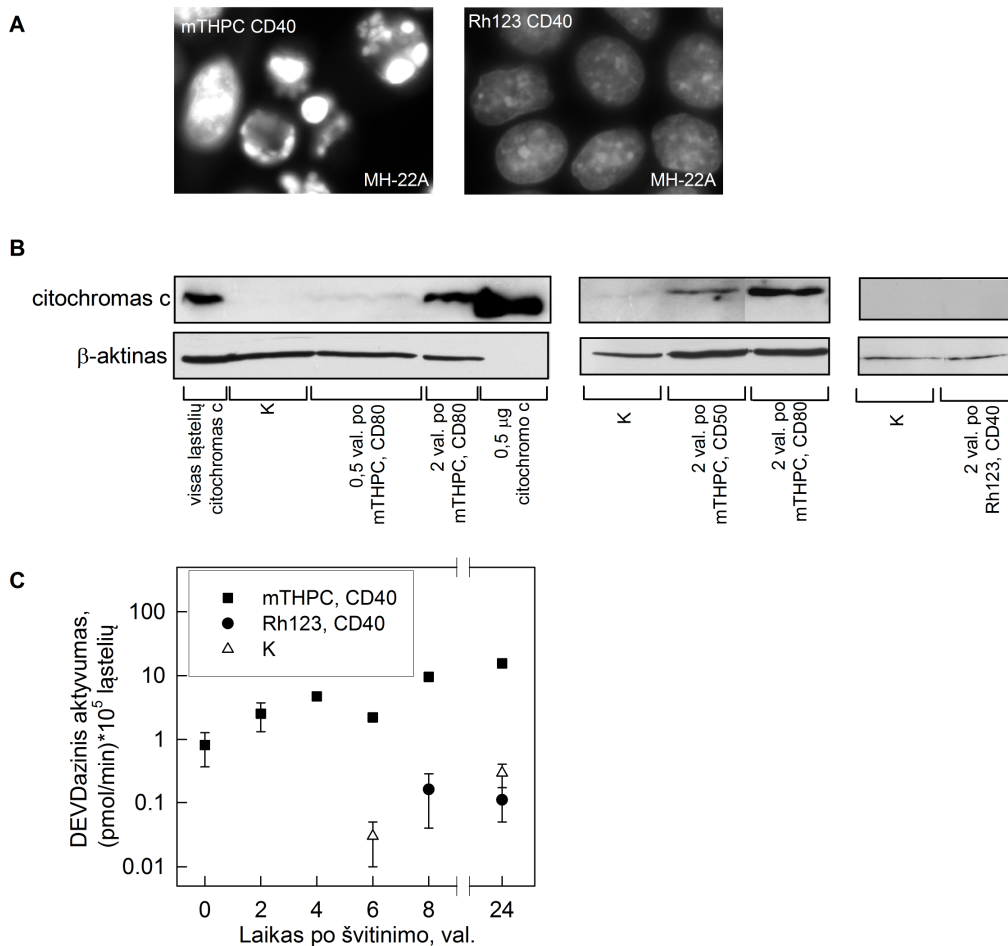 A
mTHPC CD40
MH-22A
Rh123 CD40
MH-22A
B
citochromas c
β-aktinas
visas ląstelių
citochromas c
K
0,5 val. po
mTHPC, CD80
2 val. po
mTHPC, CD80
0,5 μg
citochromo c
K
2 val. po
mTHPC, CD50
2 val. po
mTHPC, CD80
K
2 val. po
Rh123, CD40
C
DEVDazinis aktyvumas,
(pmol/min)*10⁵ ląstelių
100
10
1
0.1
0.01
mTHPC, CD40
Rh123, CD40
K
0 2 4 6 8 24
Laikas po švitinimo, val.